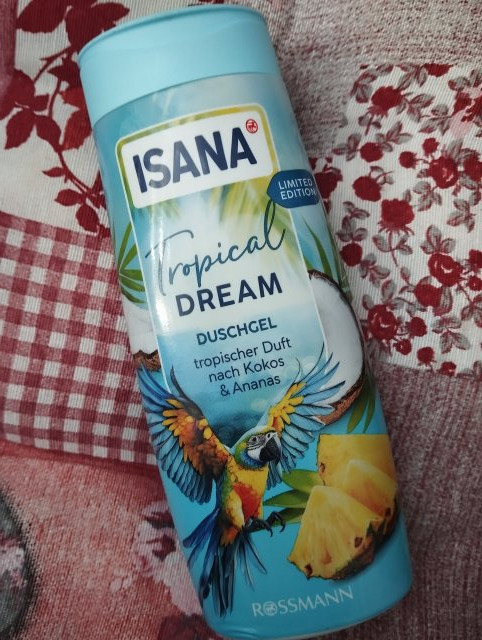 ISANA
LIMITED
EDITION
Tropical
DREAM
DUSCHGEL
tropischer Duft
nach Kokos
& Ananas
ROSSMANN